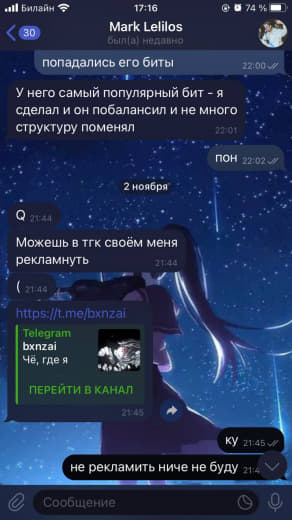 Билайн
17:16
74 %
30
Mark Lelilos
был(а) недавно
попадались его биты
22:00
У него самый популярный бит - я
сделал и он побалансил и не много
структуру поменял
22:01
пон
22:02
2 ноября
Q
21:44
Можешь в тгк своём меня
рекламнуть
21:44
(
21:44
https://t.me/bxnzai
Telegram
bxnzai
Чё, где я
ПЕРЕЙТИ В КАНАЛ
21:45
ку
21:45
не рекламить ниче не буду
Сообщение